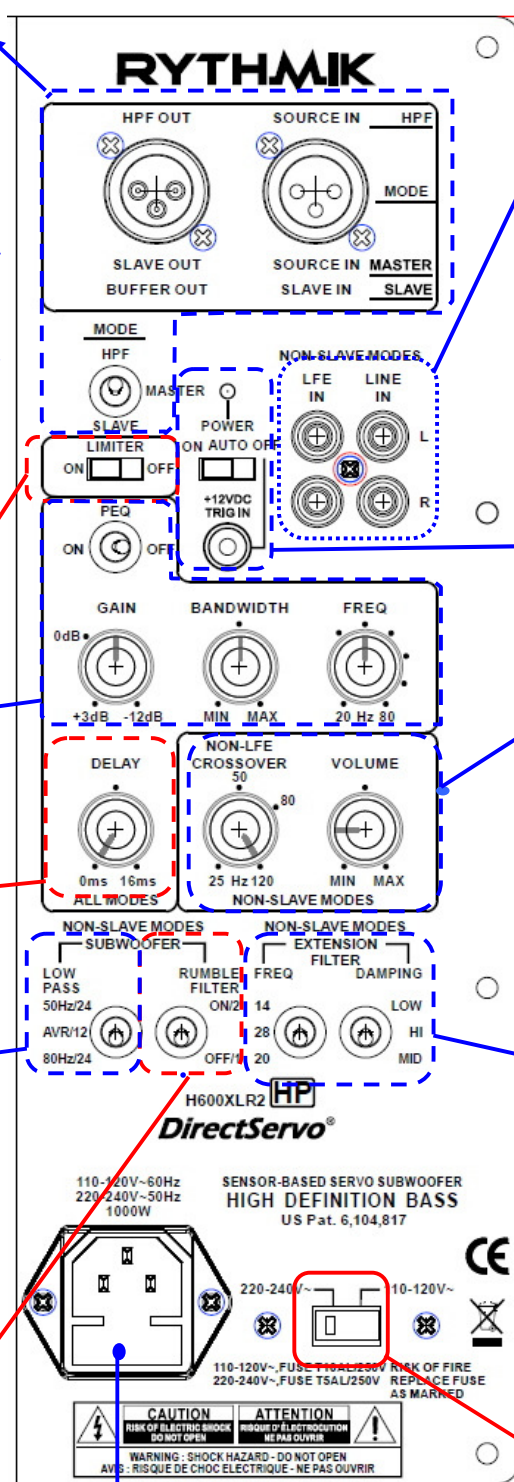 RYTHMIK
HPF OUT SOURCE IN HPF
MODE
SLAVE OUT SOURCE IN MASTER
BUFFER OUT SLAVE IN SLAVE
MODE
HPF
MASTER
SLAVE
NON-SLAVE MODES
LFE IN LINE IN
L
R
POWER
ON AUTO OFF
+12VDC
TRIG IN
LIMITER
ON OFF
PEQ
ON OFF
GAIN BANDWIDTH FREQ
0dB
+3dB -12dB MIN MAX 20 Hz 80
DELAY
0ms 16ms
ALL MODES
NON-LFE
CROSSOVER VOLUME
50
80
25 Hz 120 MIN MAX
NON-SLAVE MODES
NON-SLAVE MODES NON-SLAVE MODES
SUBWOOFER EXTENSION
FILTER
LOW PASS RUMBLE FILTER FREQ DAMPING
50Hz/24 ON/2 14 LOW
AVR/12 28 HI
80Hz/24 OFF/1 20 MID
H600XLR2 HP
DirectServo®
110-120V~60Hz
220-240V~50Hz
1000W
SENSOR-BASED SERVO SUBWOOFER
HIGH DEFINITION BASS
US Pat. 6,104,817
CE
220-240V~ 110-120V~
110-120V~,FUSE T10AL/250V RISK OF FIRE
220-240V~,FUSE T5AL/250V REPLACE FUSE
AS MARKED
CAUTION ATTENTION
RISK OF ELECTRIC SHOCK RISQUE D'ÉLECTROCUTION
DO NOT OPEN NE PAS OUVRIR
WARNING : SHOCK HAZARD - DO NOT OPEN
AVIS : RISQUE DE CHOC ELECTRIQUE - NE PAS OUVRIR